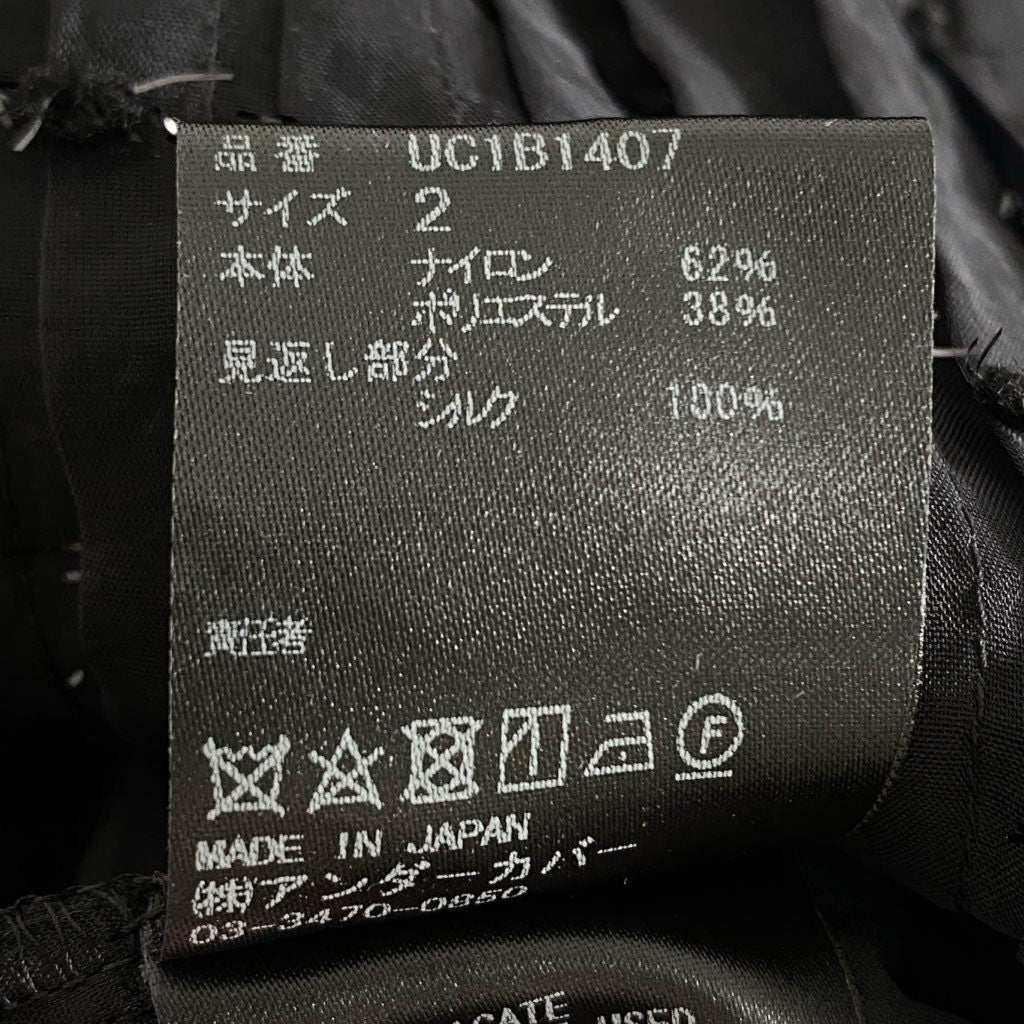 品番 UC1B1407
サイズ 2
本体 ナイロン 62%
ポリエステル 38%
見返し部分
シルク 100%
責任者
F
MADE IN JAPAN
(株)アンダーカバー
03-3470-0850
USED